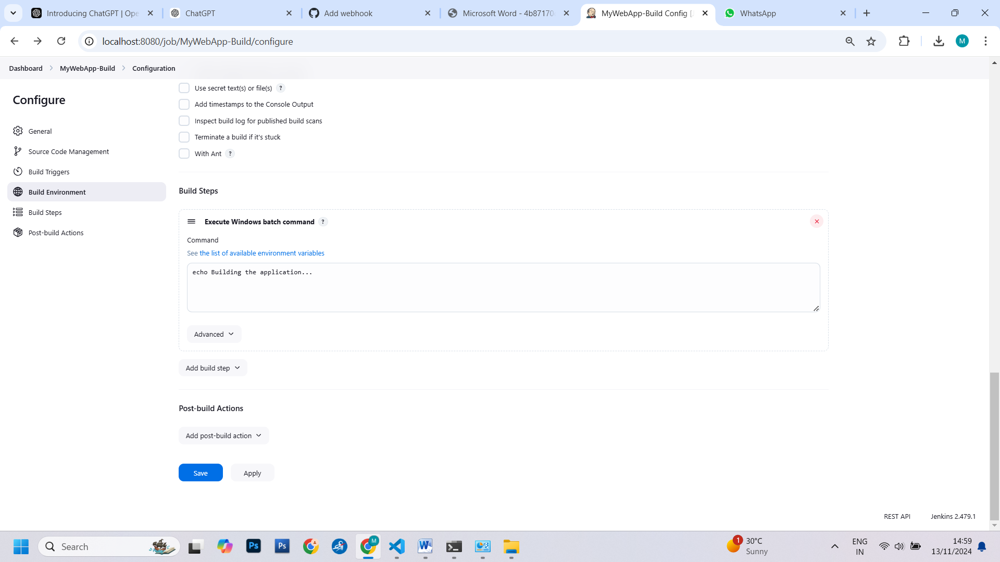 Introducing ChatGPT | Ope
ChatGPT
Add webhook
Microsoft Word - 4b87170
MyWebApp-Build Config [J
WhatsApp
localhost:8080/job/MyWebApp-Build/configure
M
Dashboard
MyWebApp-Build
Configuration
Configure
General
Source Code Management
Build Triggers
Build Environment
Build Steps
Post-build Actions
Use secret text(s) or file(s) ?
Add timestamps to the Console Output
Inspect build log for published build scans
Terminate a build if it's stuck
With Ant ?
Build Steps
Execute Windows batch command ?
Command
See the list of available environment variables
echo Building the application...
Advanced
Add build step
Post-build Actions
Add post-build action
Save
Apply
REST API
Jenkins 2.479.1
Search
Ps
Ps
M
W
1
30°C
Sunny
ENG
IN
14:59
13/11/2024